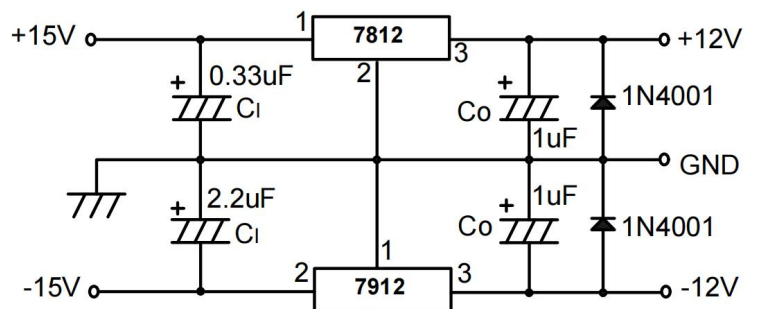 +15V
1
7812
3
+12V
2
+
0.33uF
CI
+
Co
1uF
1N4001
GND
+
2.2uF
CI
+
1uF
Co
1N4001
1
-15V
2
7912
3
-12V